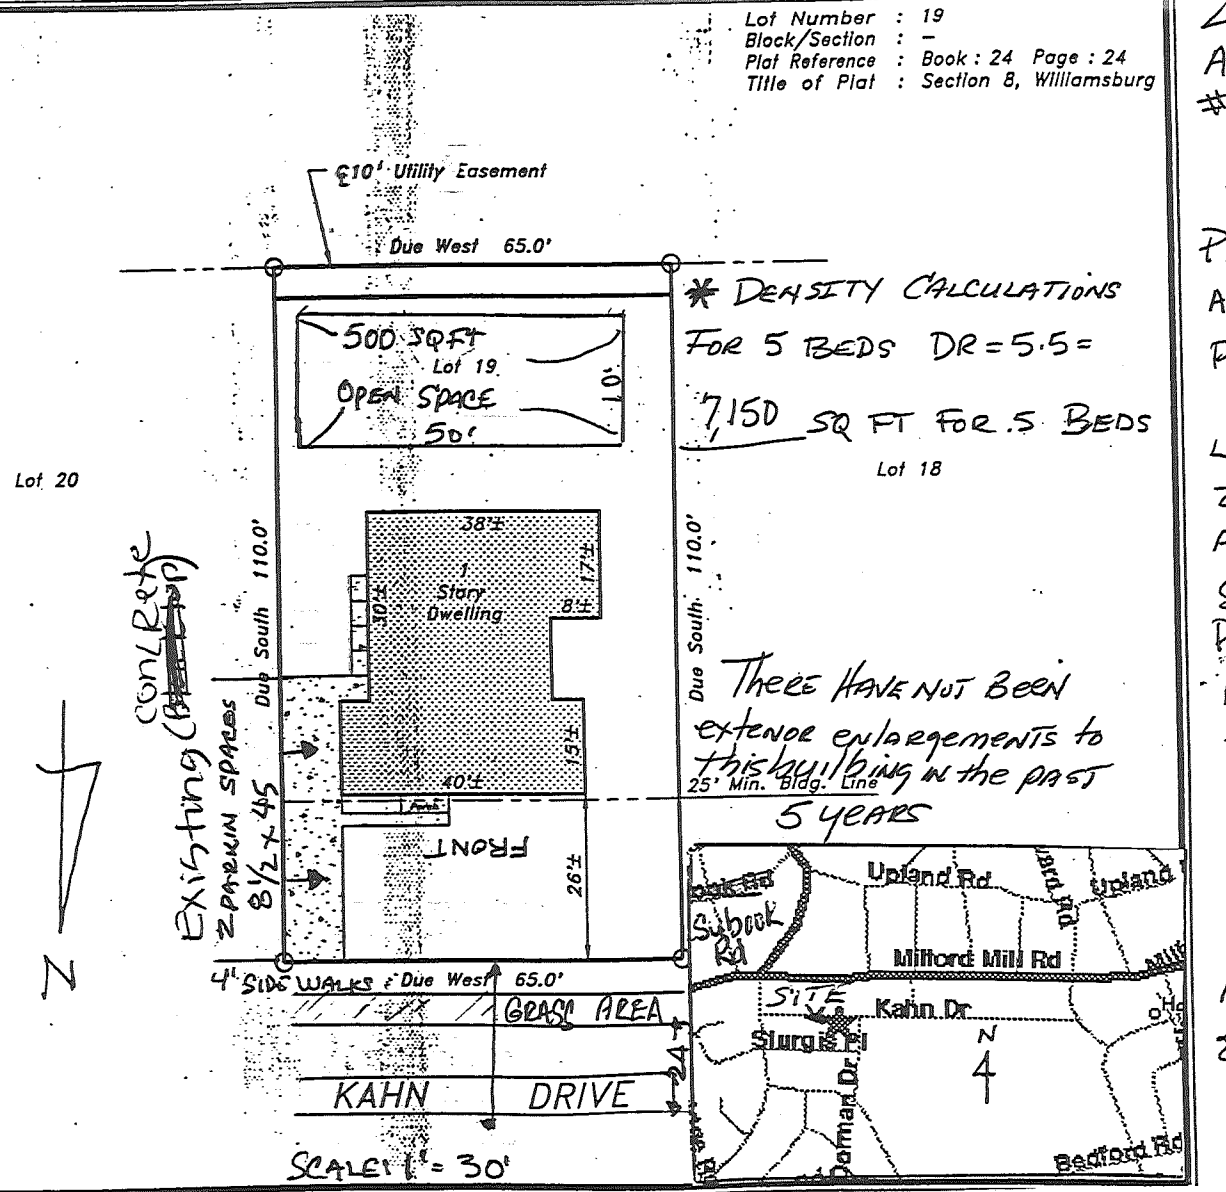 Lot Number : 19
Block/Section : -
Plat Reference : Book : 24 Page : 24
Title of Plat : Section 8, Williamsburg
₵10' Utility Easement
Due West 65.0'
* DENSITY CALCULATIONS
FOR 5 BEDS DR = 5.5 =
7,150 SQ FT FOR .5 BEDS
500 SQFT
Lot 19
OPEN SPACE
50'
10'
Lot 20
Lot 18
Due South 110.0'
Due South 110.0'
38'±
17'±
30'±
1
Story
Dwelling
8'±
15'±
40'±
Porch
FRONT
26'±
ConCRete
Existing
2 PARKIN SPACES
8 1/2 x 45
There HAVE NOT BEEN
exterior enlargements to
this building in the past
25' Min. Bldg. Line
5 years
N
4' SIDE WALKS
Due West 65.0'
GRASS AREA
24
KAHN DRIVE
SCALE: 1" = 30'
Upland Rd
Upland
Rd
Milford Mill Rd
SITE
Kahn Dr
Sturgis Pl
N
4
Dorman Dr
Bedford Rd